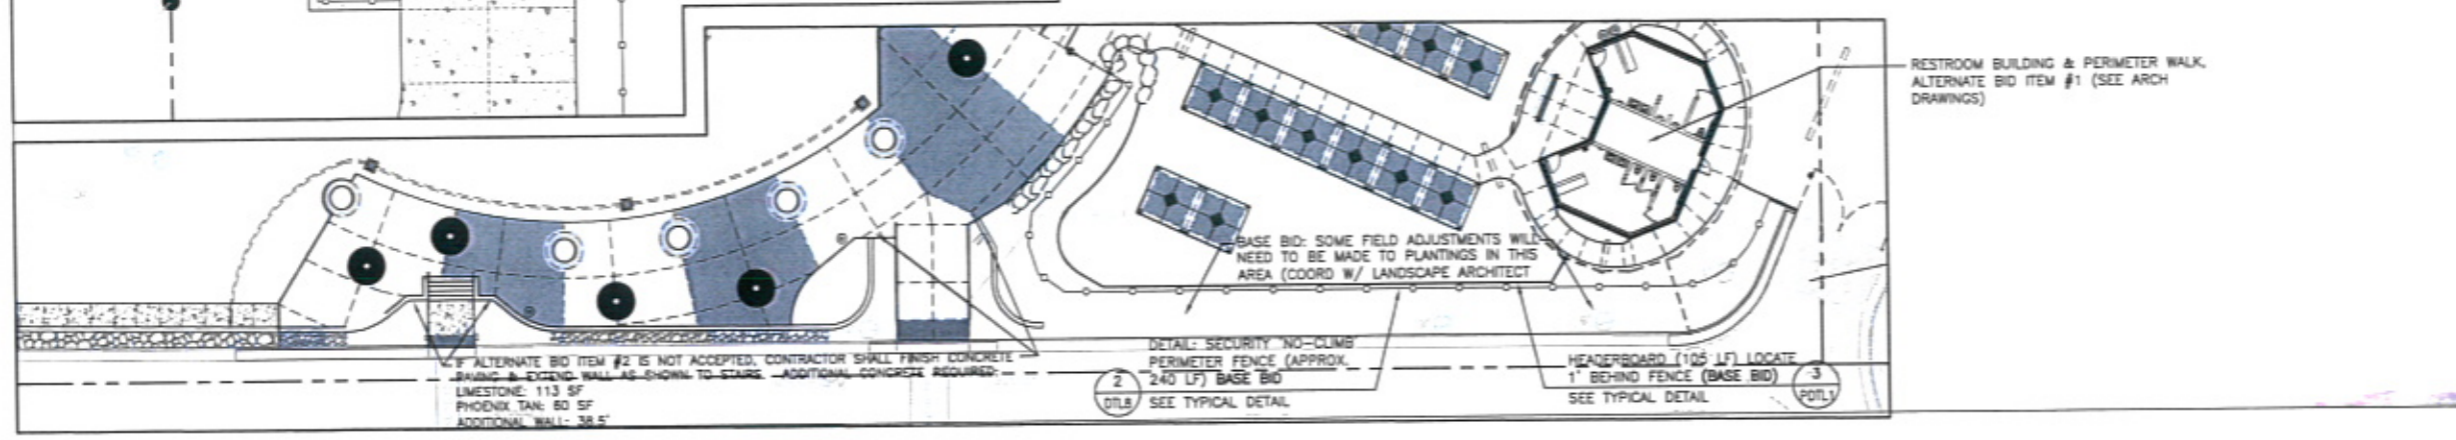 RESTROOM BUILDING & PERIMETER WALK,
ALTERNATE BID ITEM #1 (SEE ARCH
DRAWINGS)
BASE BID: SOME FIELD ADJUSTMENTS WILL
NEED TO BE MADE TO PLANTINGS IN THIS
AREA (COORD W/ LANDSCAPE ARCHITECT
IF ALTERNATE BID ITEM #2 IS NOT ACCEPTED, CONTRACTOR SHALL FINISH CONCRETE
PAVING & EXTEND WALL AS SHOWN TO STAIRS. ADDITIONAL CONCRETE REQUIRED:
LIMESTONE: 113 SF
PHOENIX TAN: 60 SF
ADDITIONAL WALL: 38.5'
2
DTL8
DETAIL: SECURITY "NO-CLIMB"
PERIMETER FENCE (APPROX.
240 LF) BASE BID
SEE TYPICAL DETAIL
HEADERBOARD (105 LF) LOCATE
1' BEHIND FENCE (BASE BID)
SEE TYPICAL DETAIL
3
PDTL1